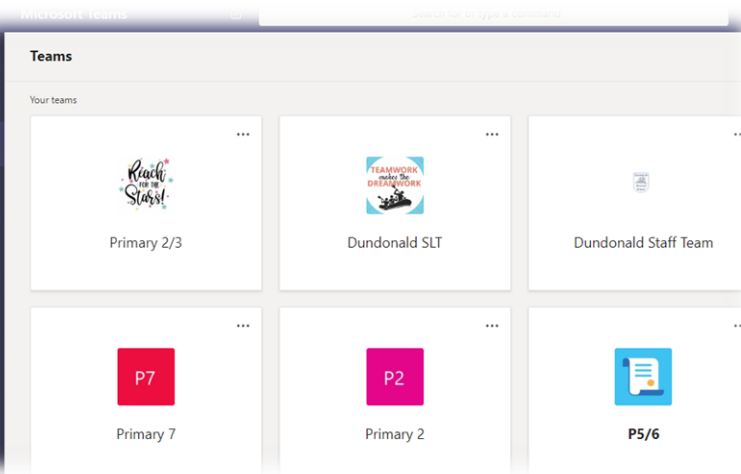 Microsoft Teams
Search for or type a command
Teams
Your teams
...
...
...
Reach
FOR THE
Stars!
TEAMWORK
makes the
DREAMWORK
Primary 2/3
Dundonald SLT
Dundonald Staff Team
...
...
...
P7
P2
Primary 7
Primary 2
P5/6